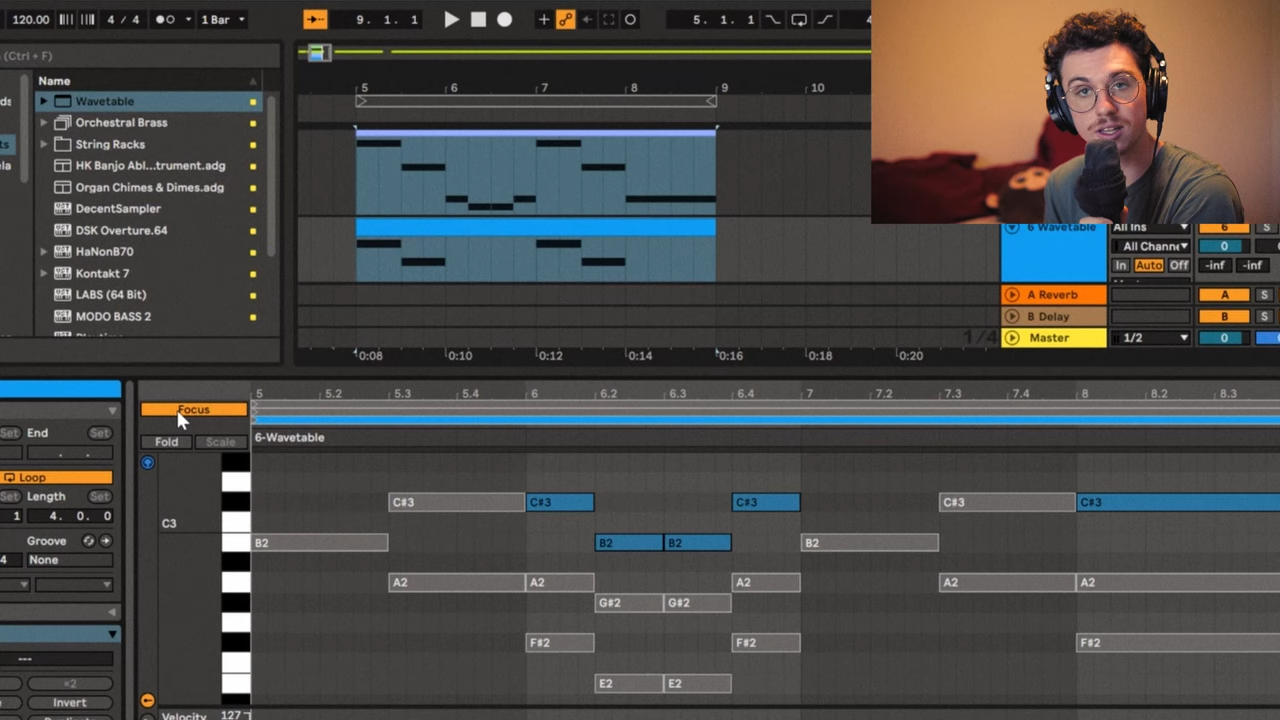 120.00 4 / 4 1 Bar 9. 1. 1 5. 1. 1
(Ctrl + F)
Name
Wavetable
Orchestral Brass
String Racks
HK Banjo Abl...trument.adg
Organ Chimes & Dimes.adg
DecentSampler
DSK Overture.64
HaNonB70
Kontakt 7
LABS (64 Bit)
MODO BASS 2
5 6 7 8 9 10
0:08 0:10 0:12 0:14 0:16 0:18 0:20
1/4
6 Wavetable All Ins 6 S
All Channe 0
In Auto Off -inf -inf
A Reverb A S
B Delay B S
Master 1/2 0
5 5.2 5.3 5.4 6 6.2 6.3 6.4 7 7.2 7.3 7.4 8 8.2 8.3
Focus
Fold Scale
6-Wavetable
Set End Set
. .
Loop
Set Length Set
1 4. 0. 0
Groove
4 None
---
×2
Invert
C3
C#3 C#3 C#3 C#3 C#3
B2 B2 B2 B2
A2 A2 A2 A2 A2
G#2 G#2
F#2 F#2 F#2
E2 E2
Velocity 127